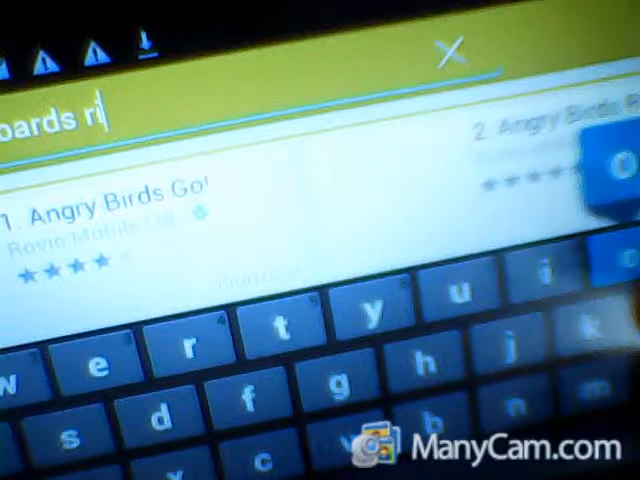 oards ri
1. Angry Birds Go!
Rovio Mobile Ltd.
2. Angry Birds R
o
w e r t y u i o
s d f g h j k
x c v b n m
ManyCam.com